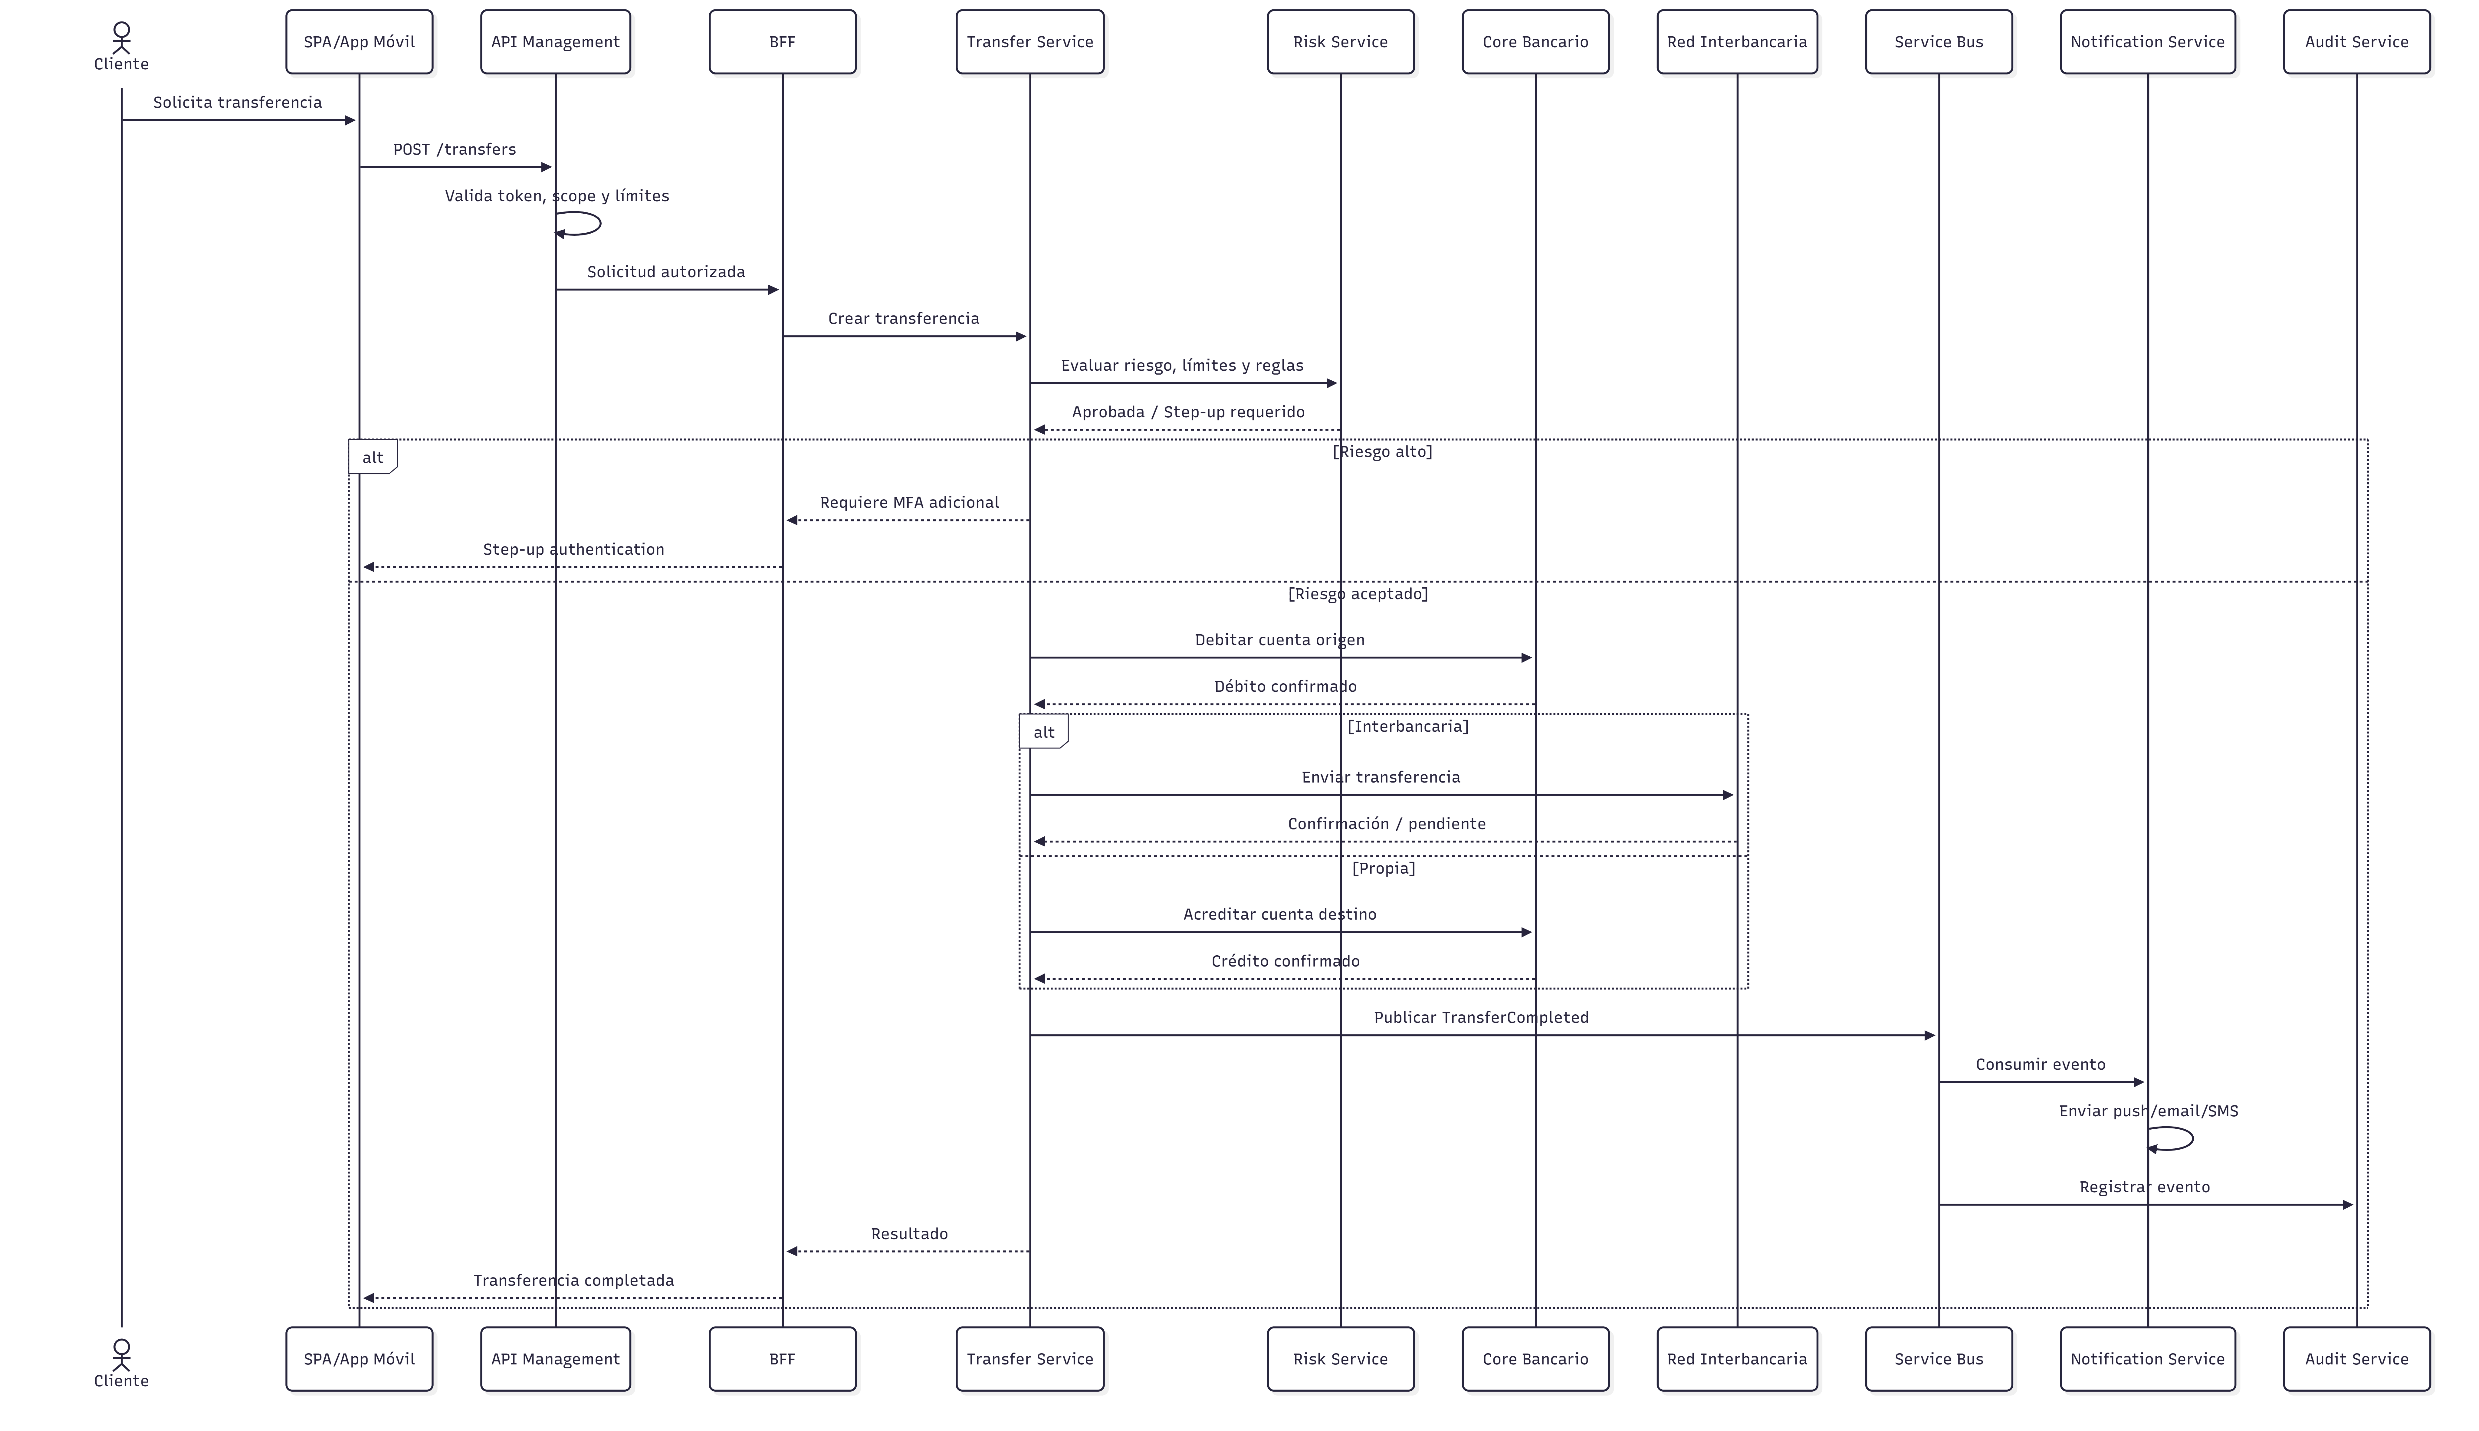 Cliente
SPA/App Móvil
API Management
BFF
Transfer Service
Risk Service
Core Bancario
Red Interbancaria
Service Bus
Notification Service
Audit Service
Solicita transferencia
POST /transfers
Valida token, scope y límites
Solicitud autorizada
Crear transferencia
Evaluar riesgo, límites y reglas
Aprobada / Step-up requerido
alt
[Riesgo alto]
Requiere MFA adicional
Step-up authentication
[Riesgo aceptado]
Debitar cuenta origen
Débito confirmado
alt
[Interbancaria]
Enviar transferencia
Confirmación / pendiente
[Propia]
Acreditar cuenta destino
Crédito confirmado
Publicar TransferCompleted
Consumir evento
Enviar push/email/SMS
Registrar evento
Resultado
Transferencia completada
Cliente
SPA/App Móvil
API Management
BFF
Transfer Service
Risk Service
Core Bancario
Red Interbancaria
Service Bus
Notification Service
Audit Service